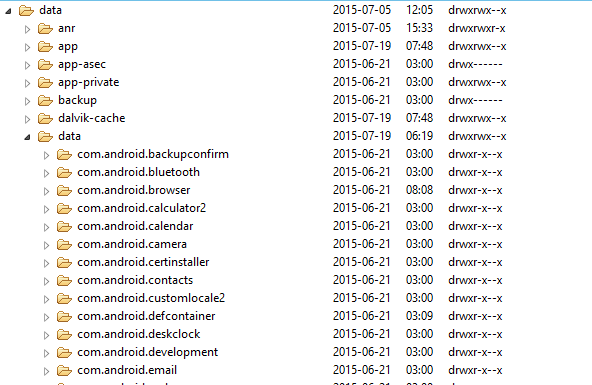 data 2015-07-05 12:05 drwxrwx--x
anr 2015-07-05 15:33 drwxrwxr-x
app 2015-07-19 07:48 drwxrwx--x
app-asec 2015-06-21 03:00 drwx------
app-private 2015-06-21 03:00 drwxrwx--x
backup 2015-06-21 03:00 drwx------
dalvik-cache 2015-07-19 07:48 drwxrwx--x
data 2015-07-19 06:19 drwxrwx--x
com.android.backupconfirm 2015-06-21 03:00 drwxr-x--x
com.android.bluetooth 2015-06-21 03:00 drwxr-x--x
com.android.browser 2015-06-21 08:08 drwxr-x--x
com.android.calculator2 2015-06-21 03:00 drwxr-x--x
com.android.calendar 2015-06-21 03:00 drwxr-x--x
com.android.camera 2015-06-21 03:00 drwxr-x--x
com.android.certinstaller 2015-06-21 03:00 drwxr-x--x
com.android.contacts 2015-06-21 03:00 drwxr-x--x
com.android.customlocale2 2015-06-21 03:00 drwxr-x--x
com.android.defcontainer 2015-06-21 03:09 drwxr-x--x
com.android.deskclock 2015-06-21 03:00 drwxr-x--x
com.android.development 2015-06-21 03:00 drwxr-x--x
com.android.email 2015-06-21 03:00 drwxr-x--x